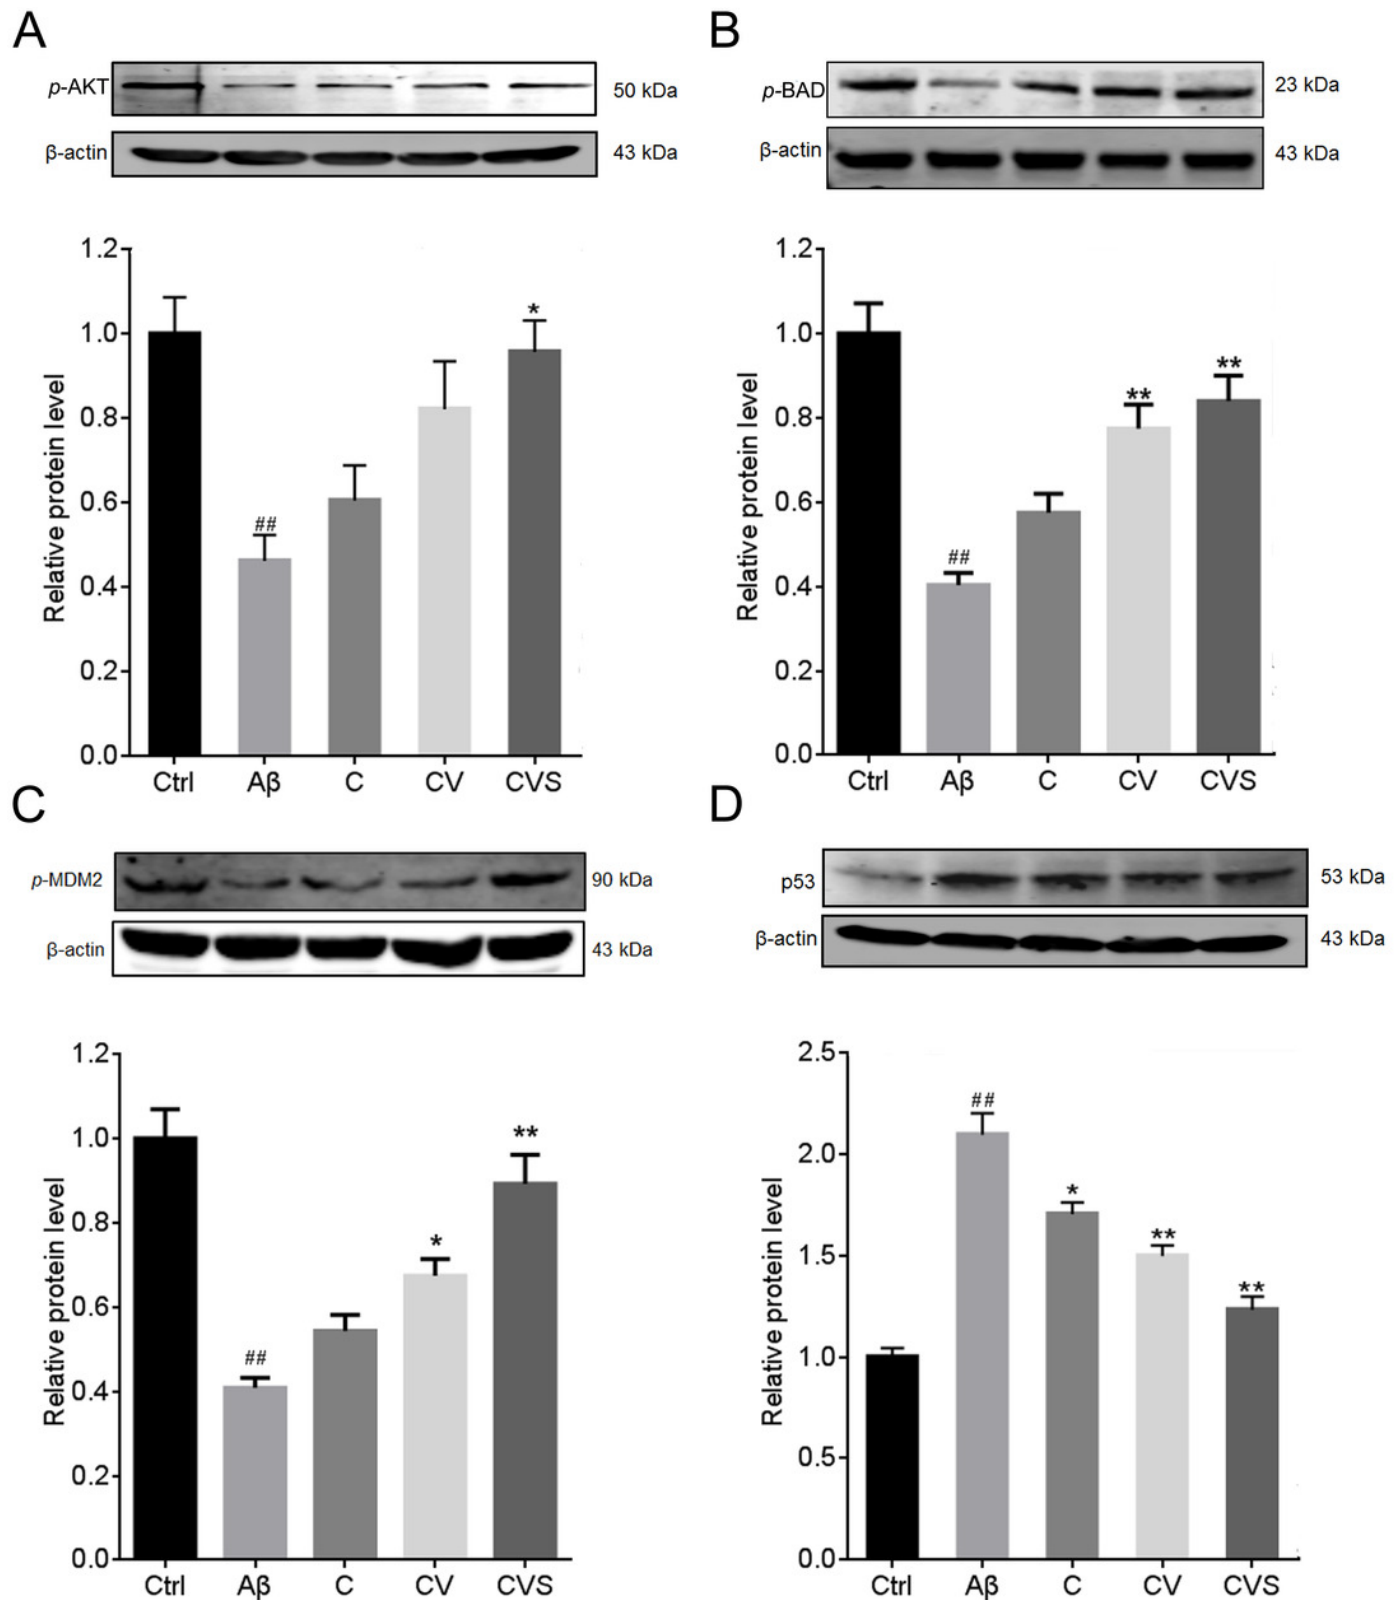 A
p-AKT
50 kDa
β-actin
43 kDa
1.2
1.0
0.8
0.6
0.4
0.2
0.0
Relative protein level
##
*
Ctrl Aβ C CV CVS
B
p-BAD
23 kDa
β-actin
43 kDa
1.2
1.0
0.8
0.6
0.4
0.2
0.0
Relative protein level
##
**
**
Ctrl Aβ C CV CVS
C
p-MDM2
90 kDa
β-actin
43 kDa
1.2
1.0
0.8
0.6
0.4
0.2
0.0
Relative protein level
##
*
**
Ctrl Aβ C CV CVS
D
p53
53 kDa
β-actin
43 kDa
2.5
2.0
1.5
1.0
0.5
0.0
Relative protein level
##
*
**
**
Ctrl Aβ C CV CVS